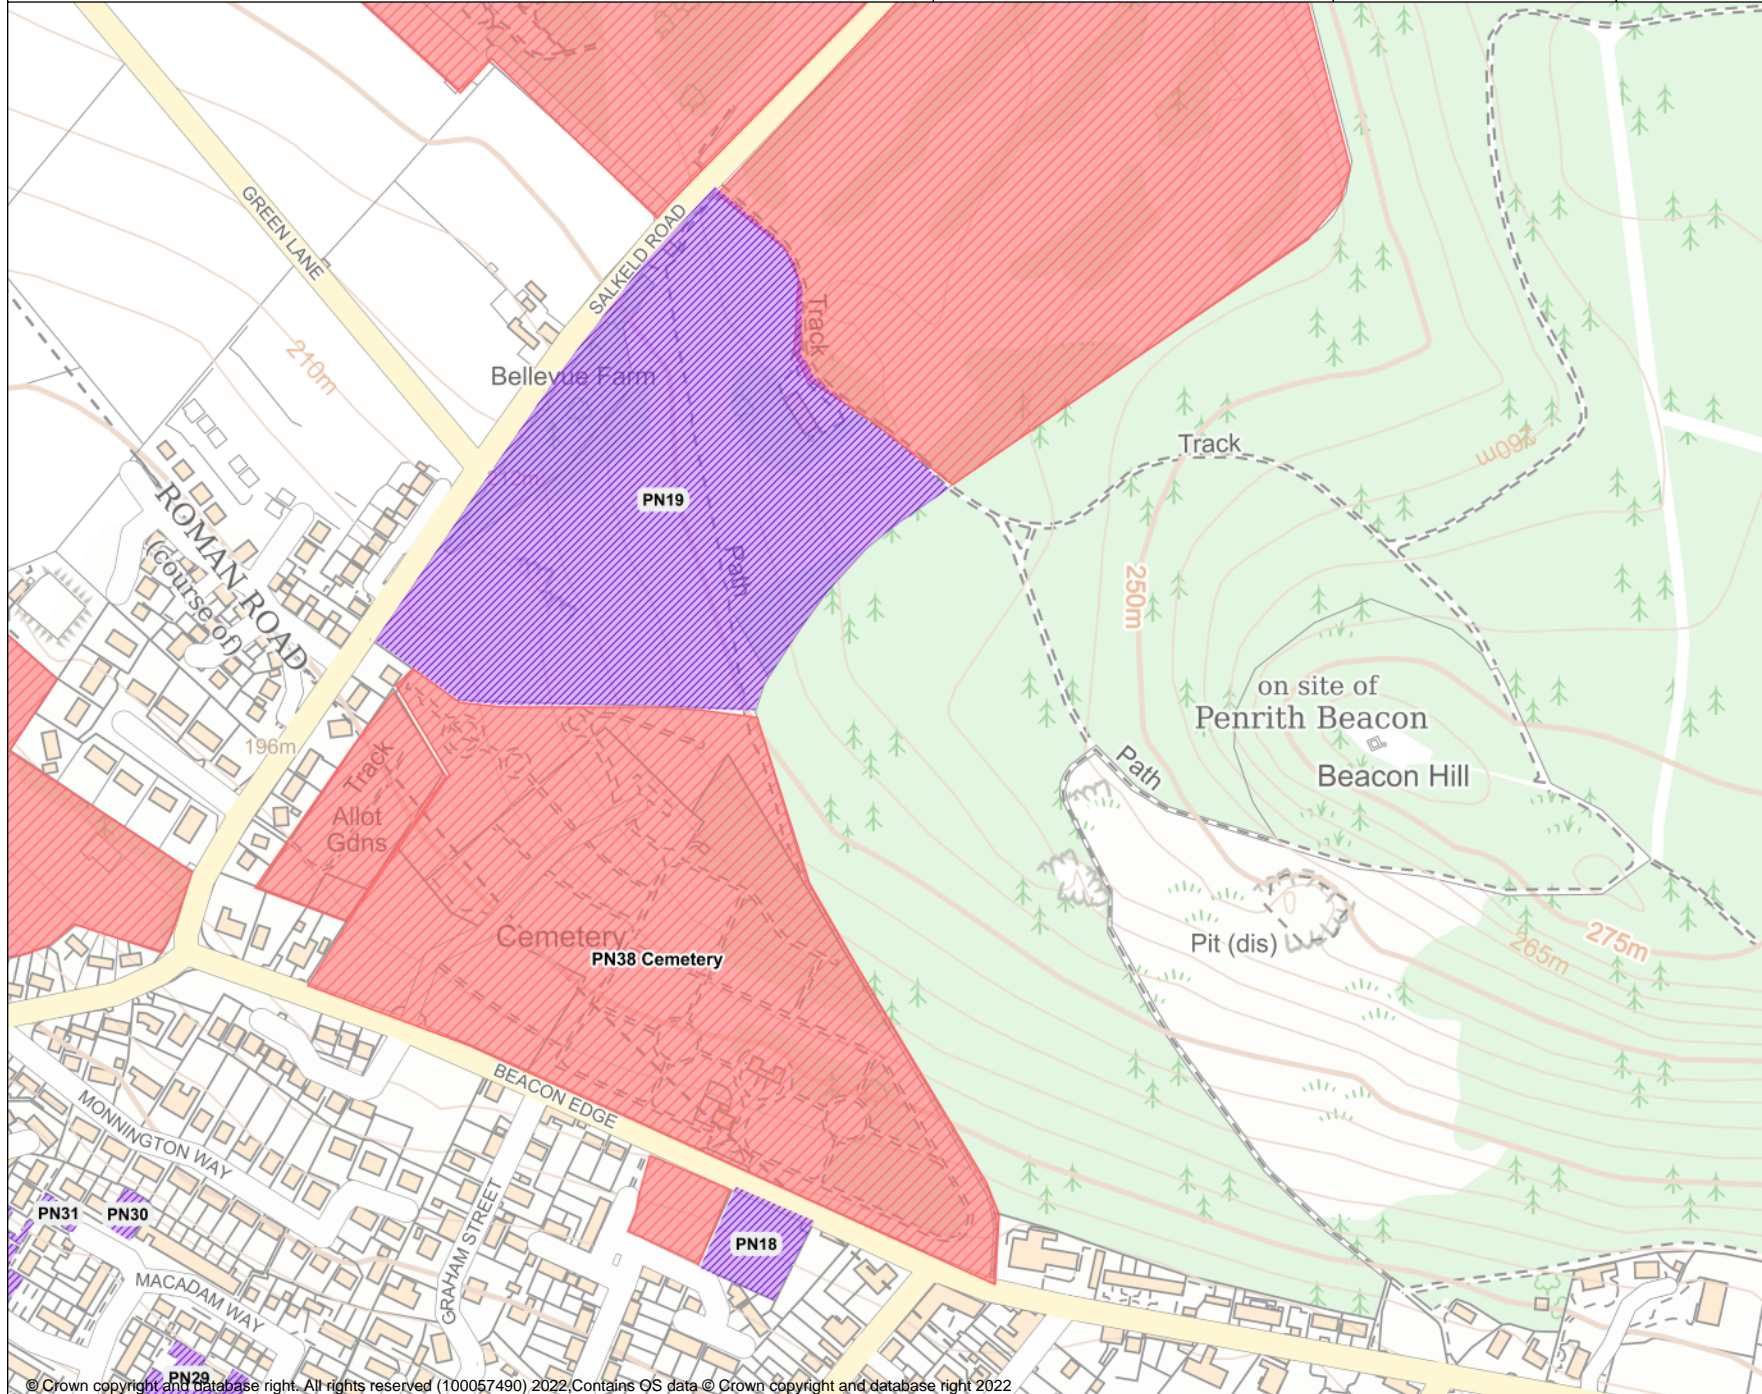 GREEN LANE
SALKELD ROAD
Track
210m
Bellevue Farm
Track
260m
212m
PN19
ROMAN ROAD
(course of)
Path
250m
on site of
Penrith Beacon
196m
Track
Path
Beacon Hill
Allot
Gdns
Cemetery
PN38 Cemetery
Pit (dis)
265m
275m
BEACON EDGE
MONNINGTON WAY
PN31
PN30
GRAHAM STREET
PN18
MACADAM WAY
PN29
© Crown copyright and database right. All rights reserved (100057490) 2022,Contains OS data © Crown copyright and database right 2022